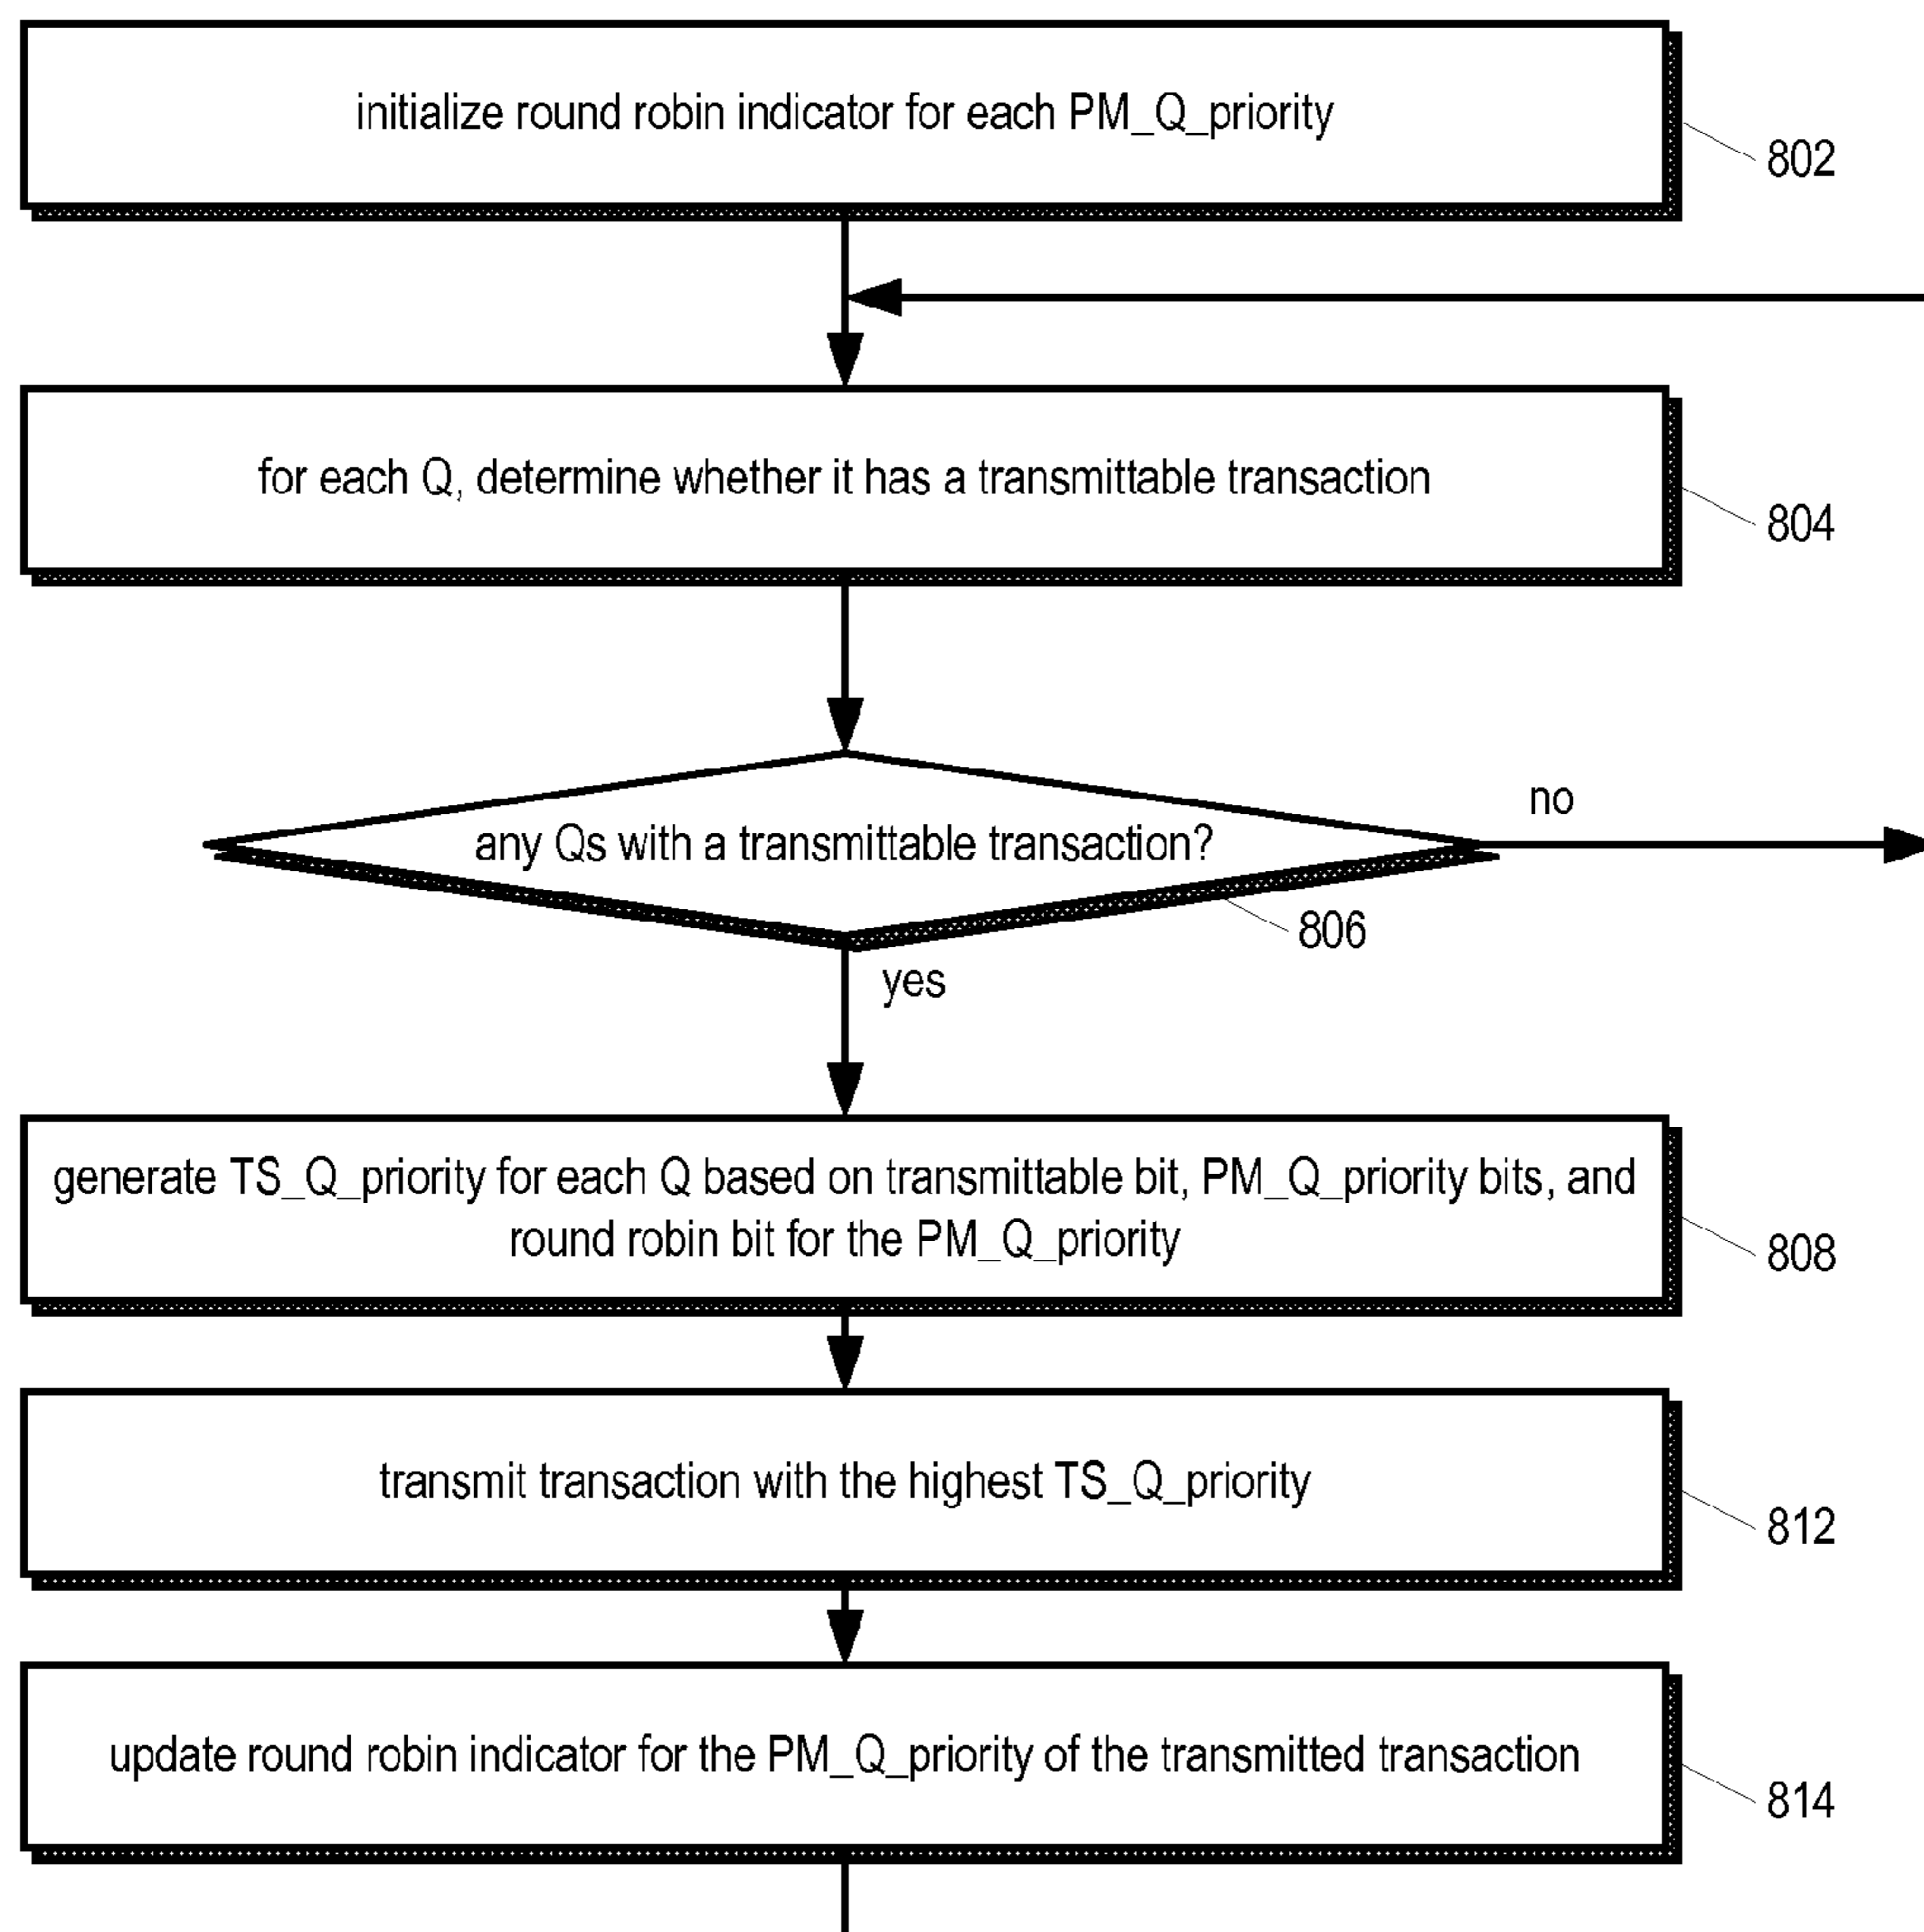 initialize round robin indicator for each PM_Q_priority
802
for each Q, determine whether it has a transmittable transaction
804
no
any Qs with a transmittable transaction?
806
yes
generate TS_Q_priority for each Q based on transmittable bit, PM_Q_priority bits, and
round robin bit for the PM_Q_priority
808
transmit transaction with the highest TS_Q_priority
812
update round robin indicator for the PM_Q_priority of the transmitted transaction
814